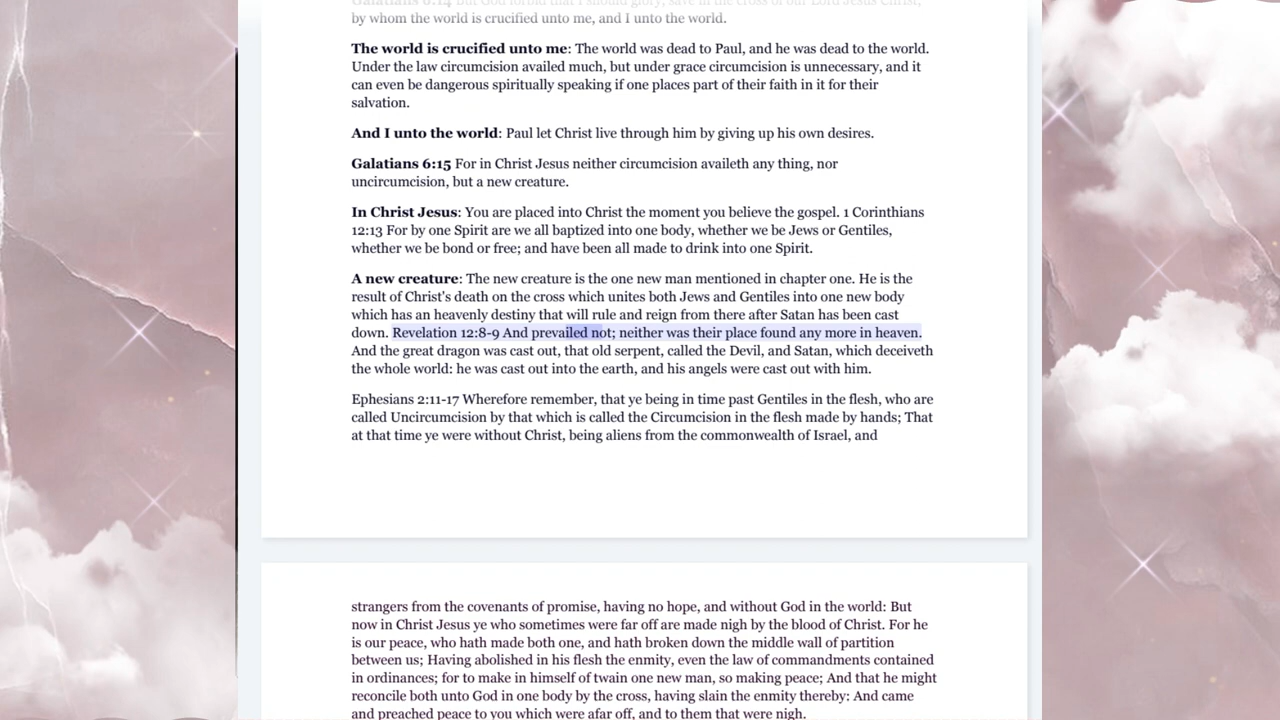 Galatians 6:14 But God forbid that I should glory, save in the cross of our Lord Jesus Christ,
by whom the world is crucified unto me, and I unto the world.
The world is crucified unto me: The world was dead to Paul, and he was dead to the world.
Under the law circumcision availed much, but under grace circumcision is unnecessary, and it
can even be dangerous spiritually speaking if one places part of their faith in it for their
salvation.
And I unto the world: Paul let Christ live through him by giving up his own desires.
Galatians 6:15 For in Christ Jesus neither circumcision availeth any thing, nor
uncircumcision, but a new creature.
In Christ Jesus: You are placed into Christ the moment you believe the gospel. 1 Corinthians
12:13 For by one Spirit are we all baptized into one body, whether we be Jews or Gentiles,
whether we be bond or free; and have been all made to drink into one Spirit.
A new creature: The new creature is the one new man mentioned in chapter one. He is the
result of Christ's death on the cross which unites both Jews and Gentiles into one new body
which has an heavenly destiny that will rule and reign from there after Satan has been cast
down. Revelation 12:8-9 And prevailed not; neither was their place found any more in heaven.
And the great dragon was cast out, that old serpent, called the Devil, and Satan, which deceiveth
the whole world: he was cast out into the earth, and his angels were cast out with him.
Ephesians 2:11-17 Wherefore remember, that ye being in time past Gentiles in the flesh, who are
called Uncircumcision by that which is called the Circumcision in the flesh made by hands; That
at that time ye were without Christ, being aliens from the commonwealth of Israel, and
strangers from the covenants of promise, having no hope, and without God in the world: But
now in Christ Jesus ye who sometimes were far off are made nigh by the blood of Christ. For he
is our peace, who hath made both one, and hath broken down the middle wall of partition
between us; Having abolished in his flesh the enmity, even the law of commandments contained
in ordinances; for to make in himself of twain one new man, so making peace; And that he might
reconcile both unto God in one body by the cross, having slain the enmity thereby: And came
and preached peace to you which were afar off, and to them that were nigh.